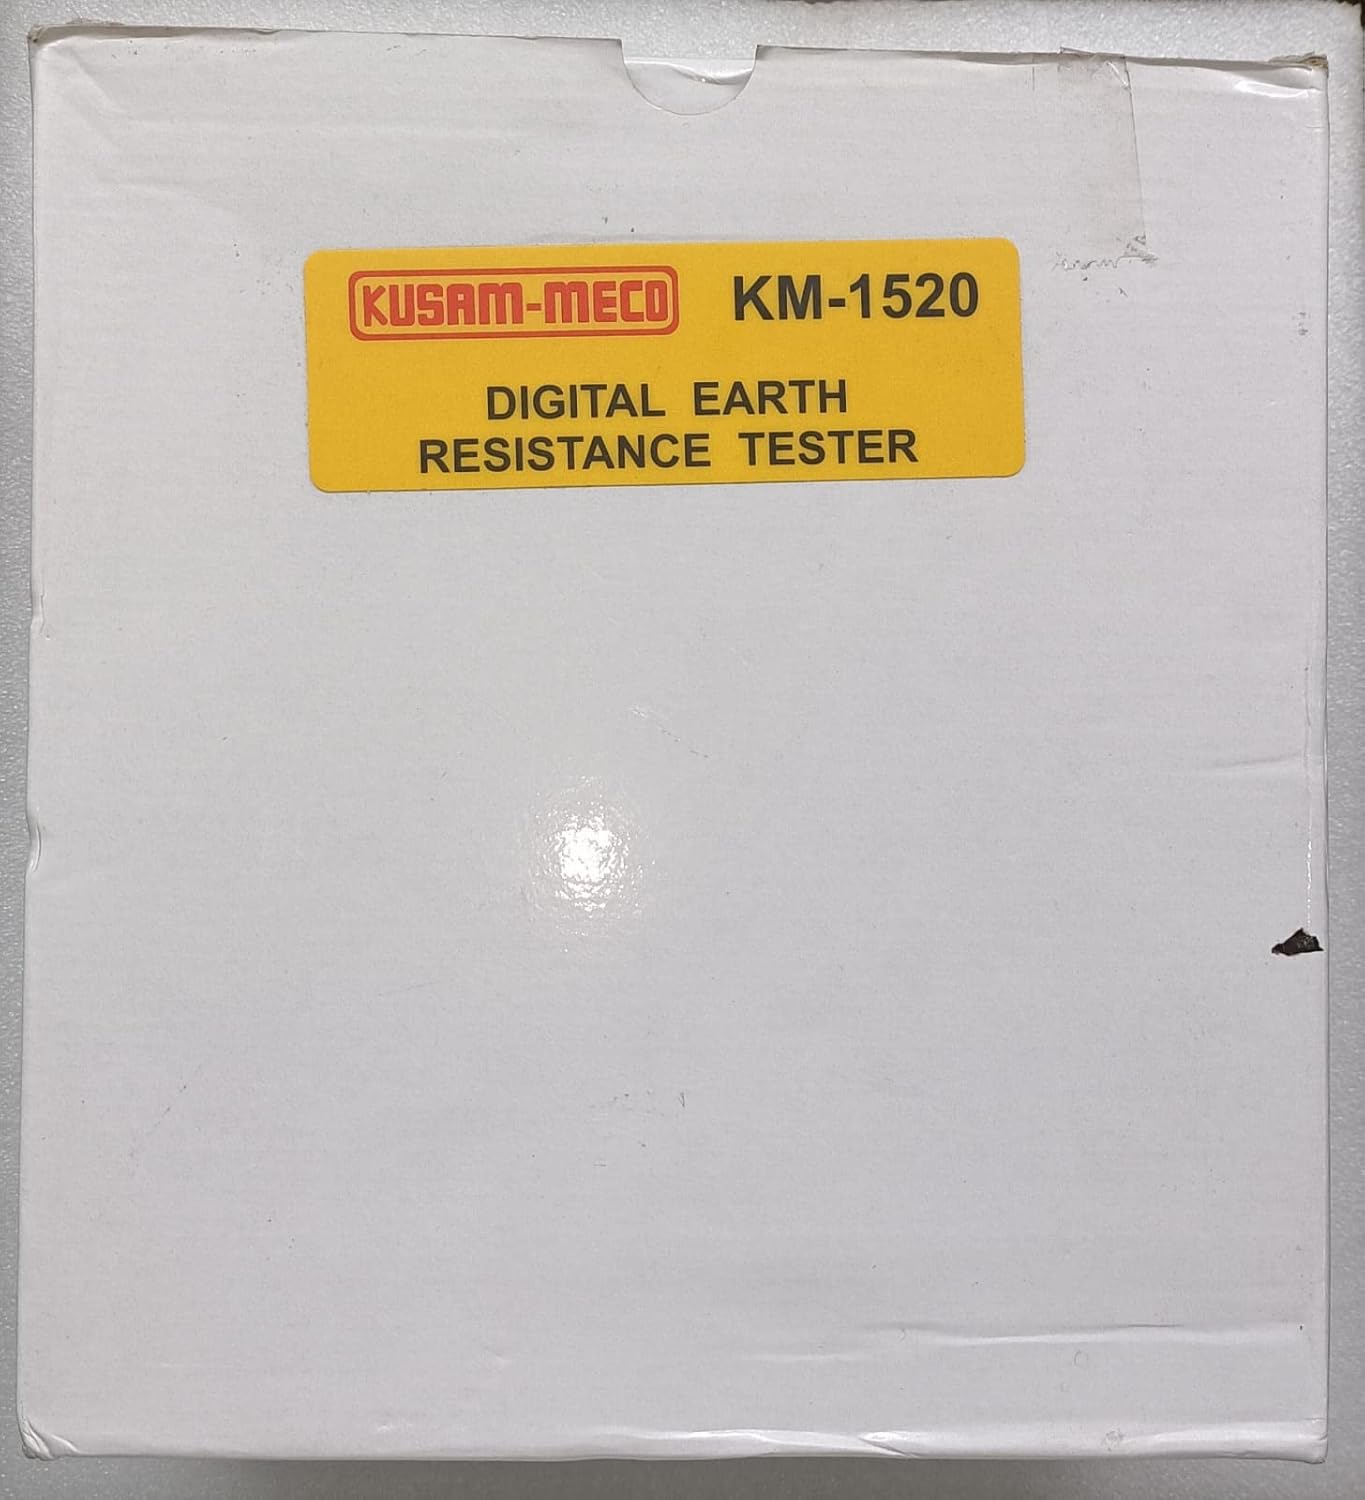 KUSAM-MECO KM-1520
DIGITAL EARTH
RESISTANCE TESTER